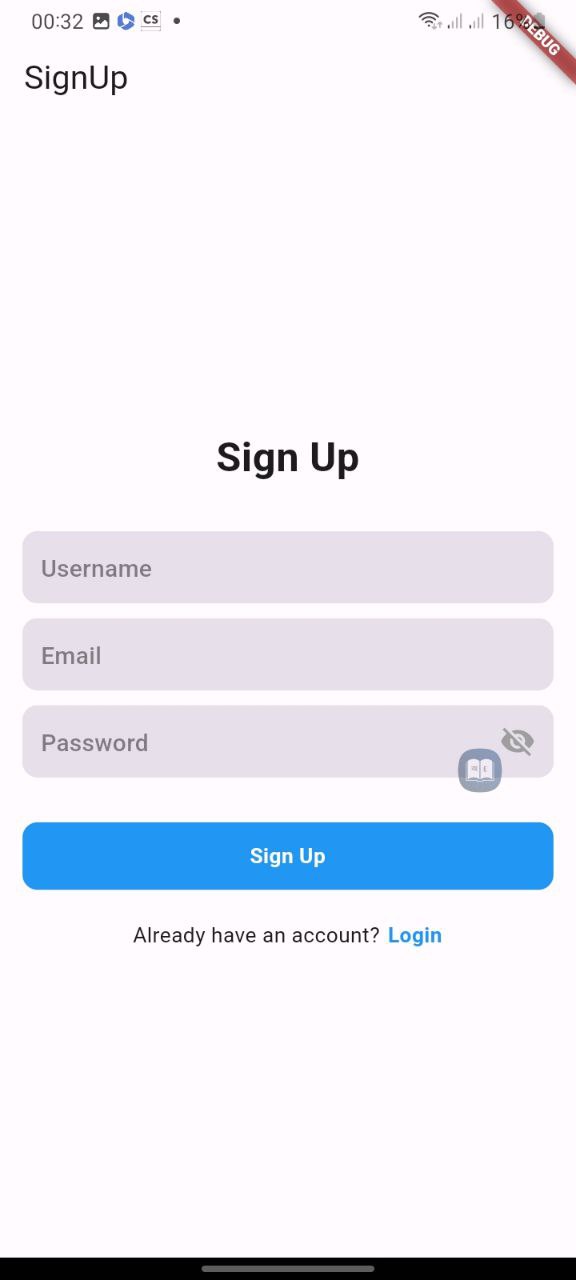 00:32 CS 16%
DEBUG
SignUp
Sign Up
Username
Email
Password
Sign Up
Already have an account? Login